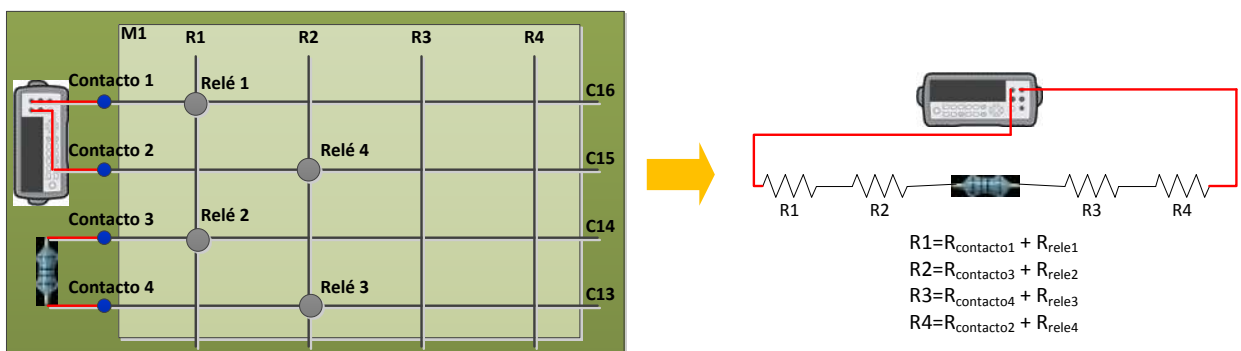 M1 R1 R2 R3 R4
Contacto 1
Relé 1
C16
Contacto 2
Relé 4
C15
Contacto 3
Relé 2
C14
Contacto 4
Relé 3
C13
R1 R2 R3 R4
R1=Rcontacto1 + Rrele1
R2=Rcontacto3 + Rrele2
R3=Rcontacto4 + Rrele3
R4=Rcontacto2 + Rrele4